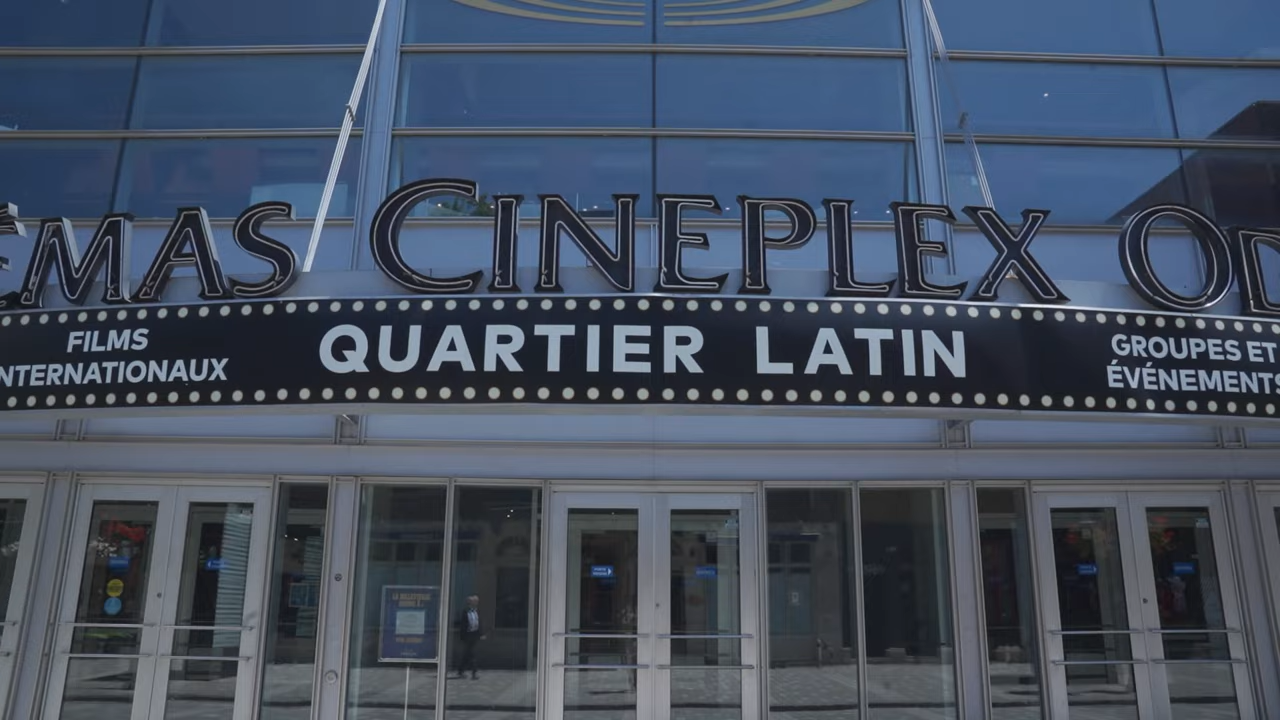 EMAS CINEPLEX OD
FILMS
INTERNATIONAUX
QUARTIER LATIN
GROUPES ET
ÉVÉNEMENTS